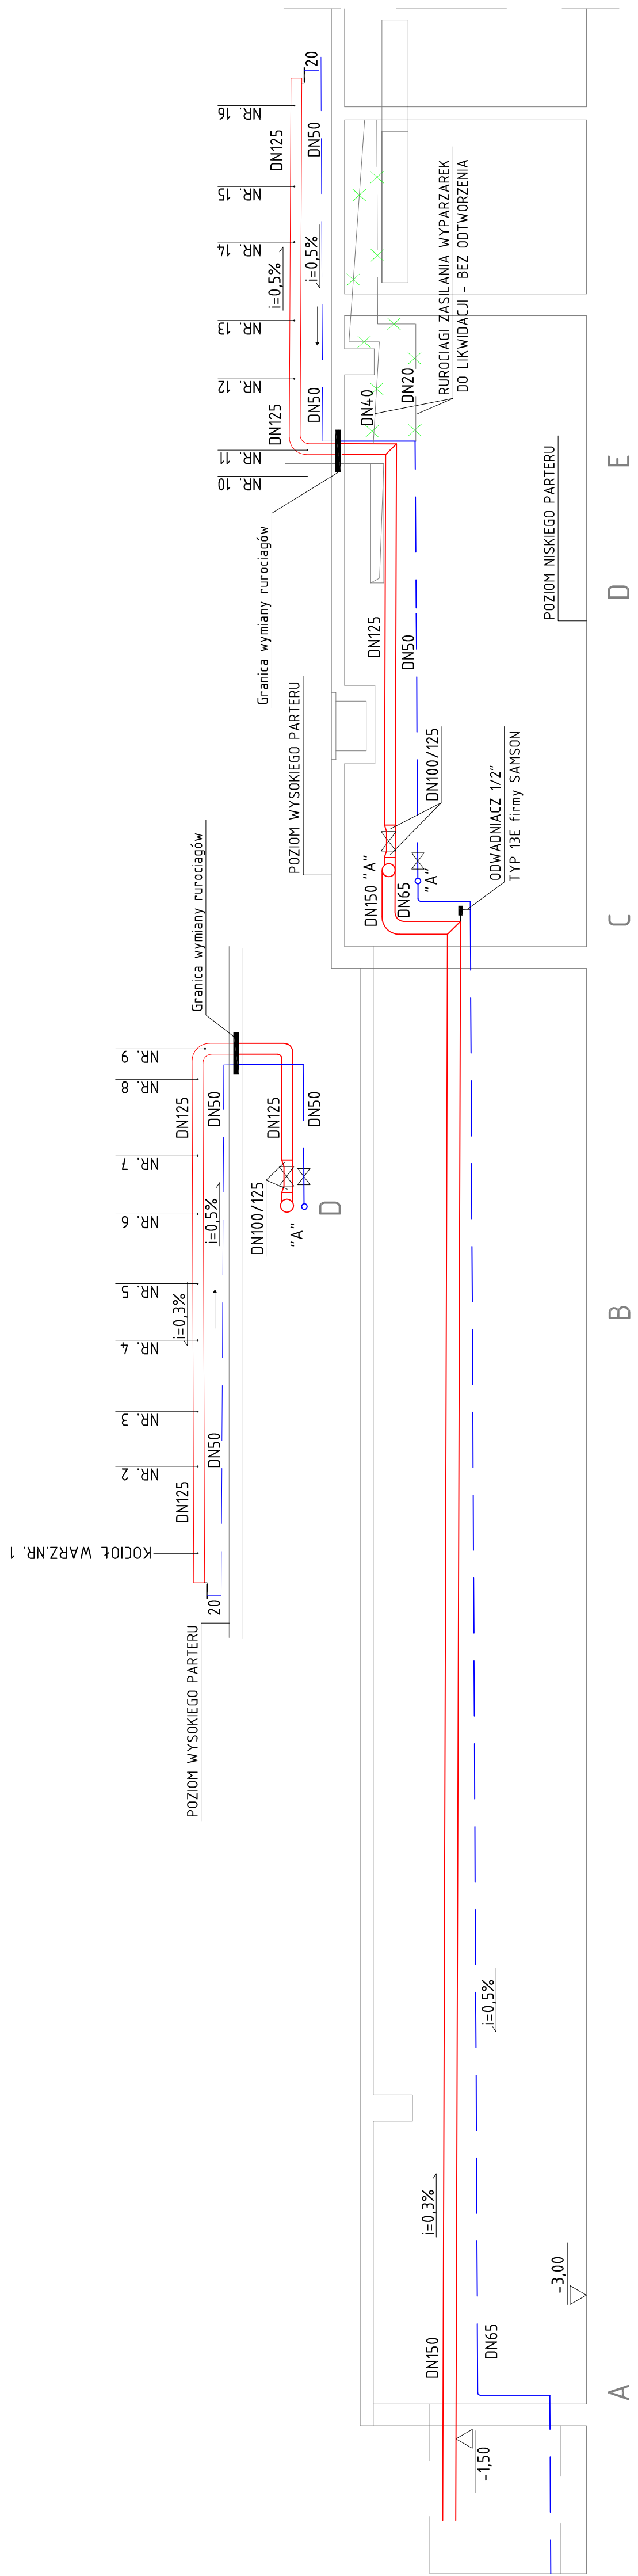 20
NR. 16
DN125
DN50
NR. 15
NR. 14
i=0,5%
i=0,5%
NR. 13
NR. 12
DN125
DN50
NR. 11
NR. 10
DN40
DN20
RUROCIAGI ZASILANIA WYPARZAREK
DO LIKWIDACJI - BEZ ODTWORZENIA
E
Granica wymiany rurociagów
POZIOM NISKIEGO PARTERU
D
DN125
DN50
POZIOM WYSOKIEGO PARTERU
DN100/125
ODWADNIACZ 1/2"
TYP 13E firmy SAMSON
"A"
"A"
DN150
DN65
C
Granica wymiany rurociagów
NR. 9
NR. 8
DN125
DN50
DN125
DN50
NR. 7
NR. 6
i=0,5%
DN100/125
"A"
D
NR. 5
i=0,3%
NR. 4
B
NR. 3
DN50
NR. 2
DN125
KOCIOŁ WARZ.NR. 1
20
POZIOM WYSOKIEGO PARTERU
i=0,5%
i=0,3%
-3,00
DN150
DN65
A
-1,50